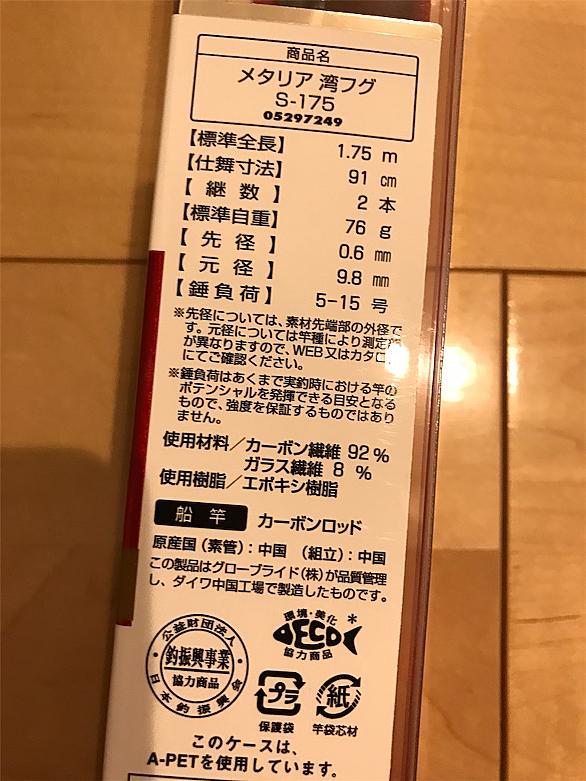 商品名
メタリア 湾フグ
S-175
05297249
【標準全長】 1.75 m
【仕舞寸法】 91 cm
【継数】 2 本
【標準自重】 76 g
【先径】 0.6 mm
【元径】 9.8 mm
【錘負荷】 5-15 号
※先径については、素材先端部の外径で
す。元径については竿種により測定部
が異なりますので、WEB又はカタロ
にてご確認ください。
※錘負荷はあくまで実釣時における竿の
ポテンシャルを発揮できる目安となる
もので、強度を保証するものではあり
ません。
使用材料/カーボン繊維 92 %
ガラス繊維 8 %
使用樹脂/エポキシ樹脂
船竿 カーボンロッド
原産国(素管):中国 (組立):中国
この製品はグローブライド(株)が品質管理
し、ダイワ中国工場で製造したものです。
公益財団法人
釣振興事業
協力商品
日本釣振興会
環境・美化
ECO
協力商品
プラ
保護袋
紙
竿袋芯材
このケースは、
A-PETを使用しています。